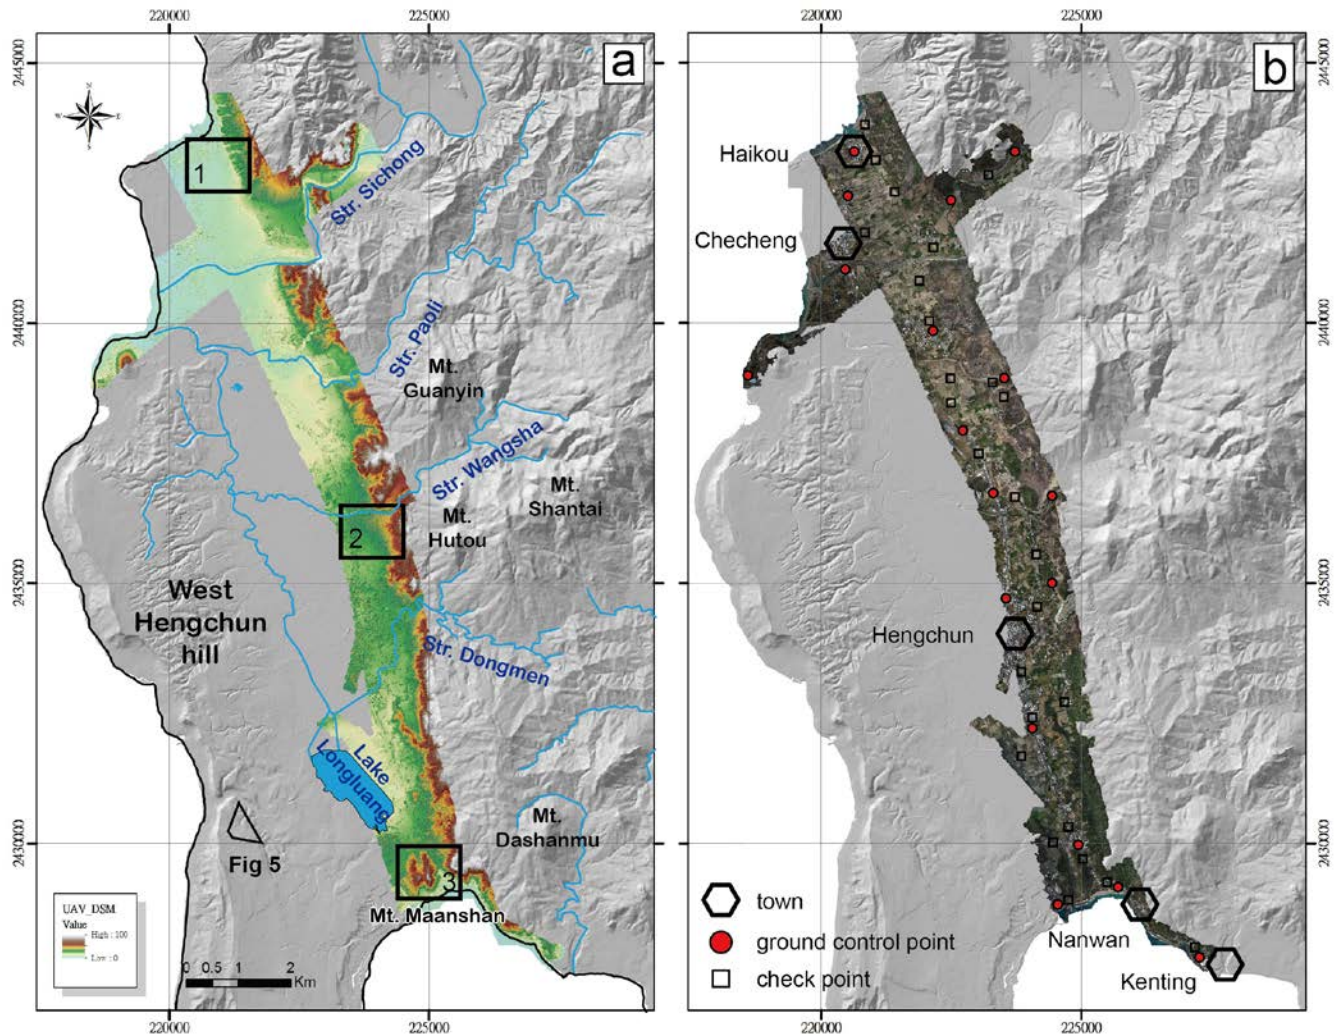 220000
225000
220000
225000
2445000
a
b
2445000
N
W
E
S
1
Str. Sichong
Haikou
Checheng
2440000
Str. Paoli
Mt.
Guanyin
2440000
Str. Wangsha
Mt.
Shantai
2
Mt.
Hutou
2435000
West
Hengchun
hill
Str. Dongmen
Hengchun
2435000
Lake
Longluang
Mt.
Dashanmu
2430000
Fig 5
3
Mt. Maanshan
2430000
UAV_DSM
Value
High : 100
Low : 0
0 0.5 1 2
Km
town
ground control point
check point
Nanwan
Kenting
220000
225000
220000
225000